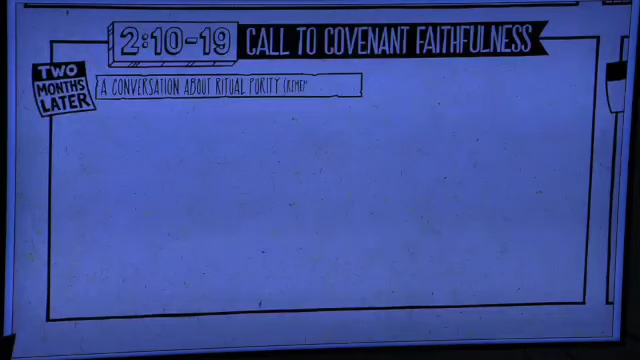 2:10-19 CALL TO COVENANT FAITHFULNESS
TWO
MONTHS
LATER
A CONVERSATION ABOUT RITUAL PURITY